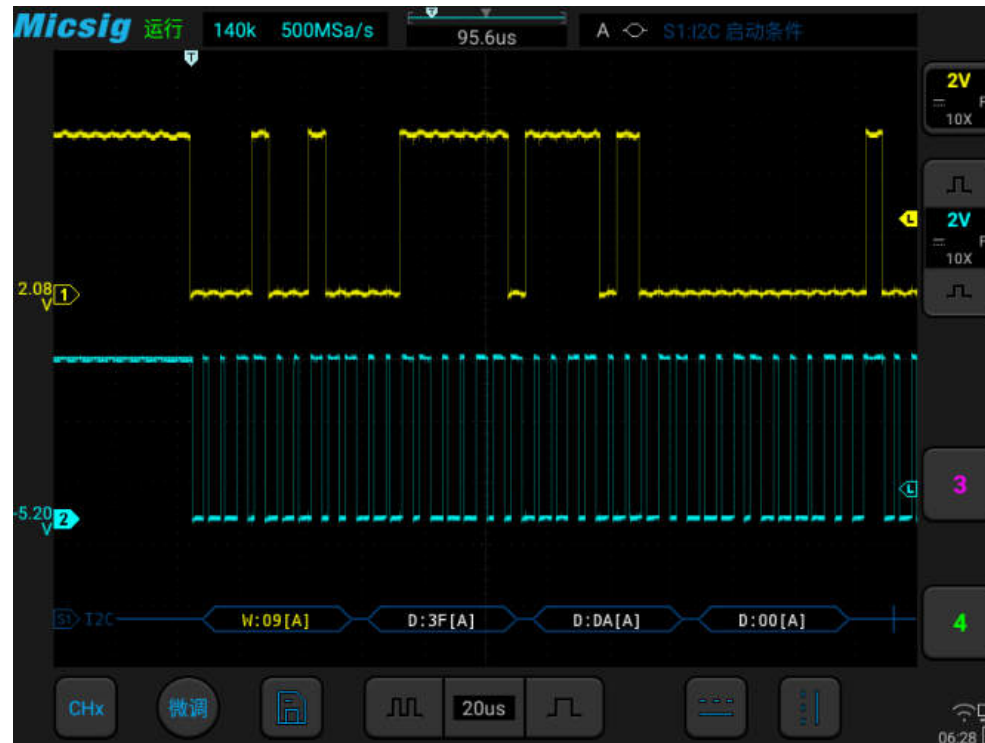 Micsig 运行 140k 500MSa/s 95.6us A S1:I2C 启动条件
T
2V
10X
L
2V
10X
2.08
V
1
L
3
-5.20
V
2
S1 I2C W:09[A] D:3F[A] D:DA[A] D:00[A]
4
CHx 微调 20us
06:28